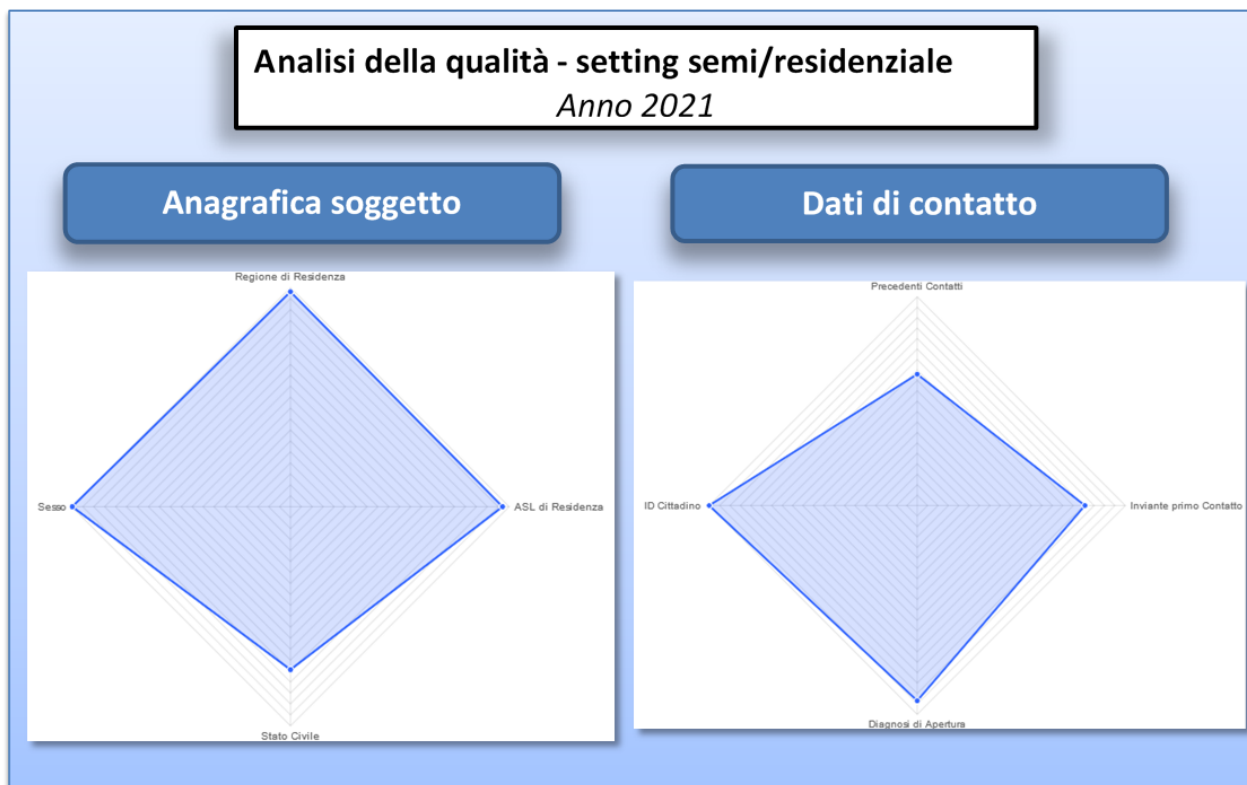 Analisi della qualità - setting semi/residenziale
Anno 2021
Anagrafica soggetto
Dati di contatto
Regione di Residenza
Sesso
ASL di Residenza
Stato Civile
Precedenti Contatti
ID Cittadino
Inviante primo Contatto
Diagnosi di Apertura